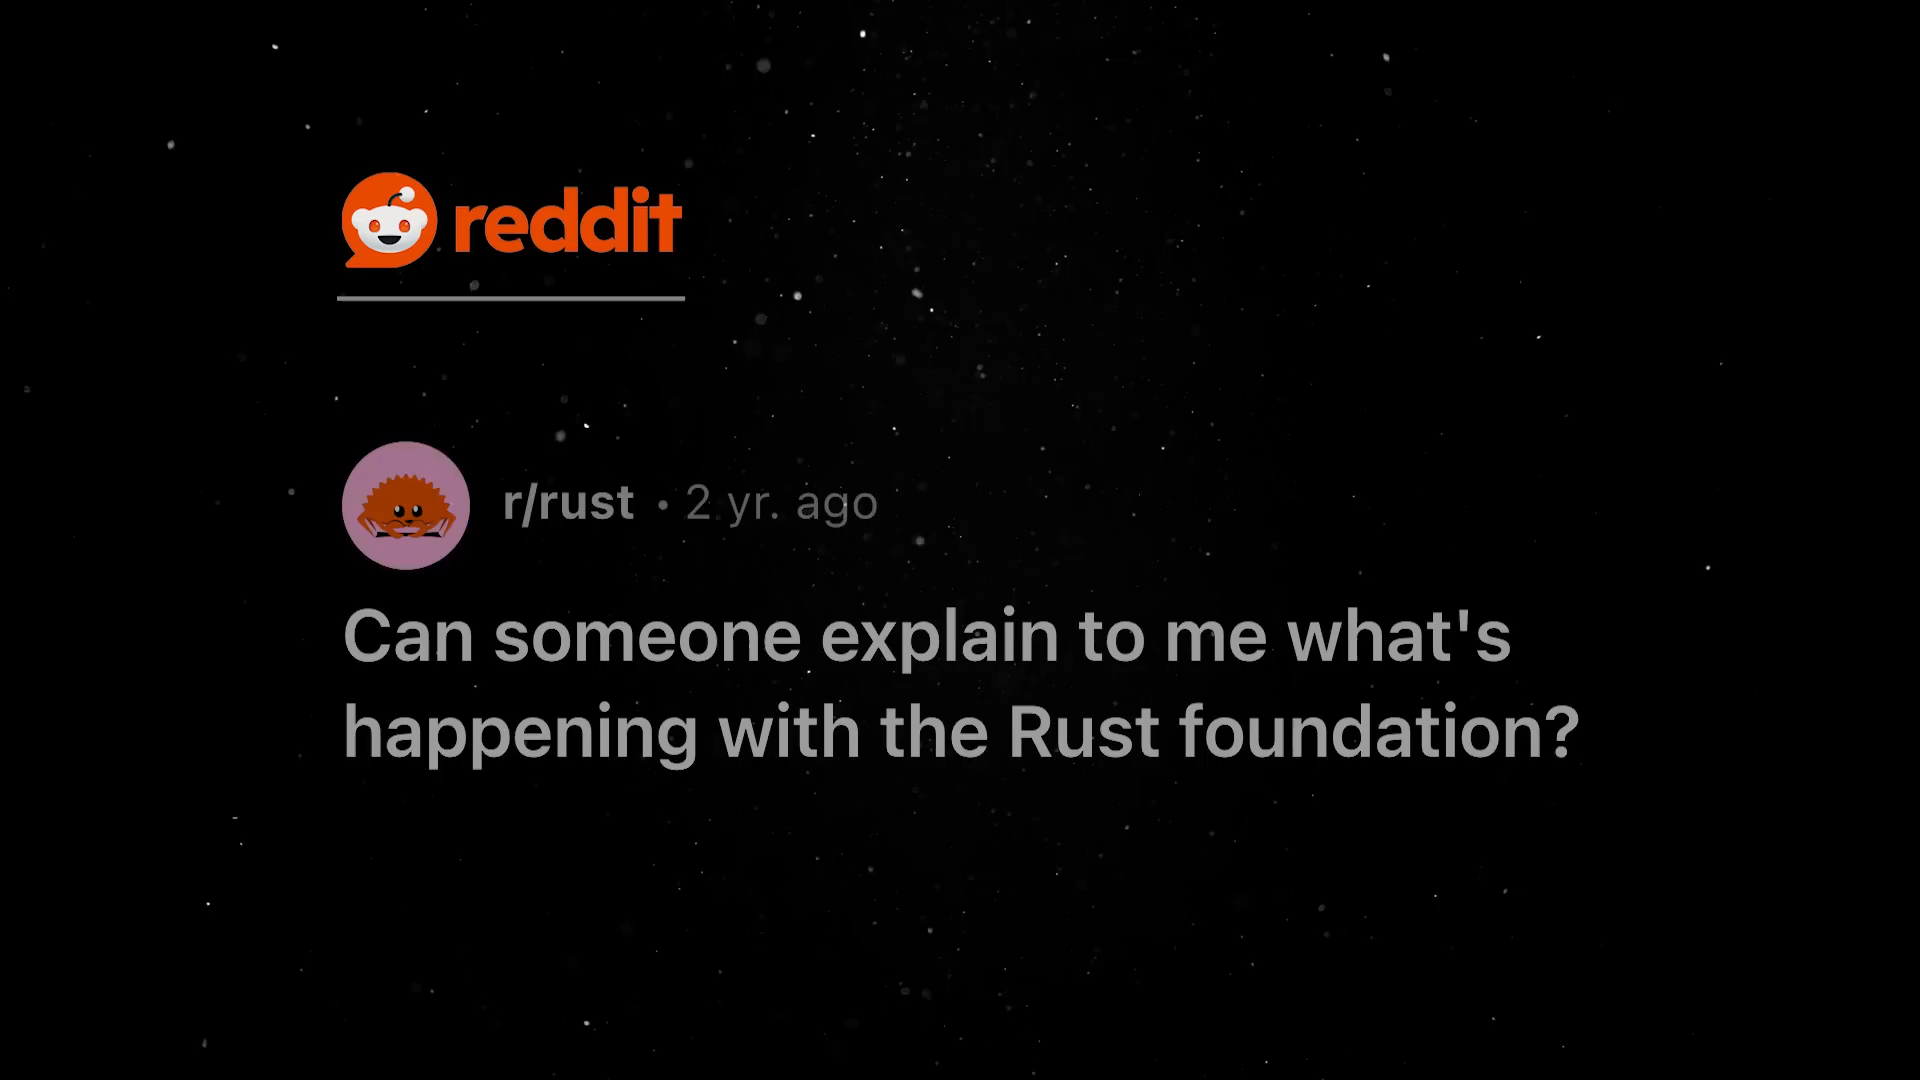 reddit
r/rust • 2 yr. ago
Can someone explain to me what's
happening with the Rust foundation?